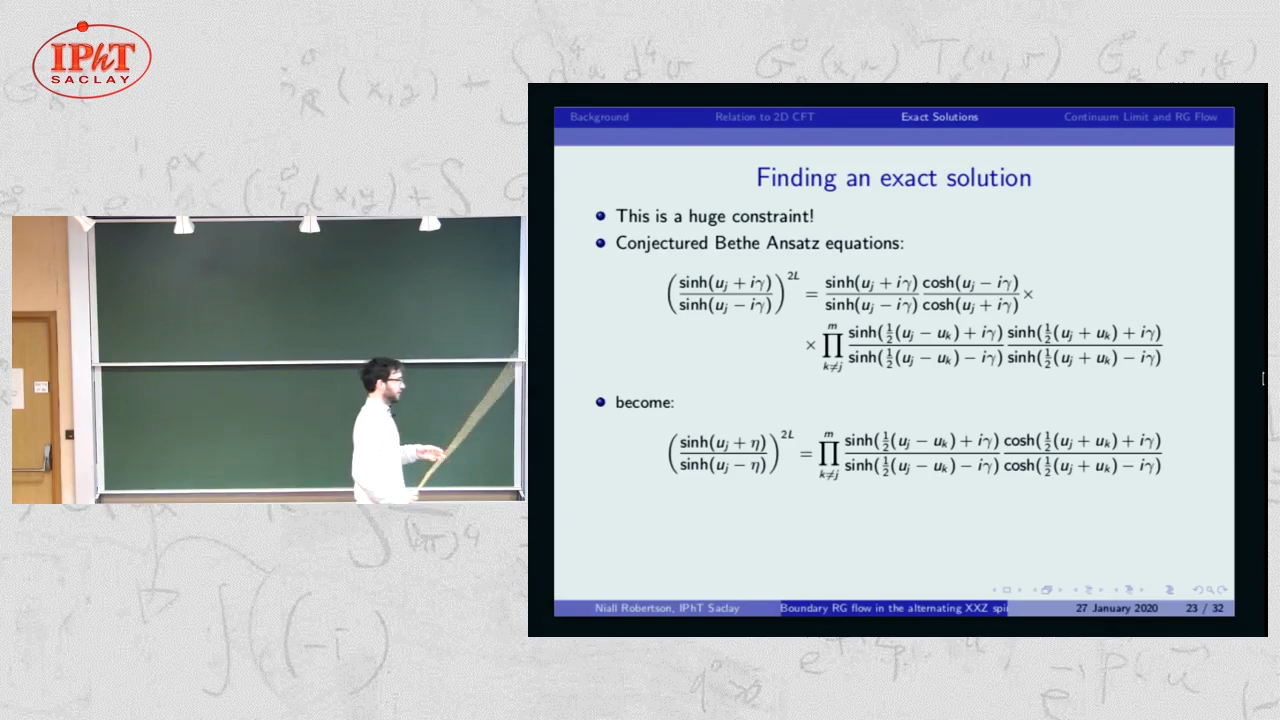 IPhT
SACLAY
Background Relation to 2D CFT Exact Solutions Continuum Limit and RG Flow
Finding an exact solution
This is a huge constraint!
Conjectured Bethe Ansatz equations:
(sinh(u_j + iγ) / sinh(u_j − iγ))^{2L} = sinh(u_j + iγ) cosh(u_j − iγ) / sinh(u_j − iγ) cosh(u_j + iγ) ×
× ∏_{k≠j}^{m} sinh(½(u_j − u_k) + iγ) sinh(½(u_j + u_k) + iγ) / sinh(½(u_j − u_k) − iγ) sinh(½(u_j + u_k) − iγ)
become:
(sinh(u_j + η) / sinh(u_j − η))^{2L} = ∏_{k≠j}^{m} sinh(½(u_j − u_k) + iγ) cosh(½(u_j + u_k) + iγ) / sinh(½(u_j − u_k) − iγ) cosh(½(u_j + u_k) − iγ)
Niall Robertson, IPhT Saclay Boundary RG flow in the alternating XXZ spi 27 January 2020 23 / 32